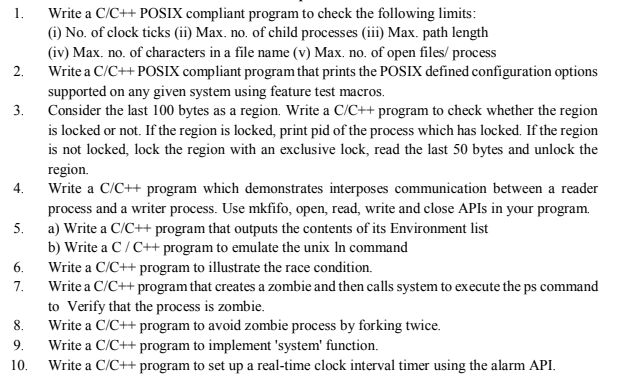 1. Write a C/C++ POSIX compliant program to check the following limits:
(i) No. of clock ticks (ii) Max. no. of child processes (iii) Max. path length
(iv) Max. no. of characters in a file name (v) Max. no. of open files/ process
2. Write a C/C++ POSIX compliant program that prints the POSIX defined configuration options
supported on any given system using feature test macros.
3. Consider the last 100 bytes as a region. Write a C/C++ program to check whether the region
is locked or not. If the region is locked, print pid of the process which has locked. If the region
is not locked, lock the region with an exclusive lock, read the last 50 bytes and unlock the
region.
4. Write a C/C++ program which demonstrates interposes communication between a reader
process and a writer process. Use mkfifo, open, read, write and close APIs in your program.
5. a) Write a C/C++ program that outputs the contents of its Environment list
b) Write a C / C++ program to emulate the unix ln command
6. Write a C/C++ program to illustrate the race condition.
7. Write a C/C++ program that creates a zombie and then calls system to execute the ps command
to Verify that the process is zombie.
8. Write a C/C++ program to avoid zombie process by forking twice.
9. Write a C/C++ program to implement 'system' function.
10. Write a C/C++ program to set up a real-time clock interval timer using the alarm API.